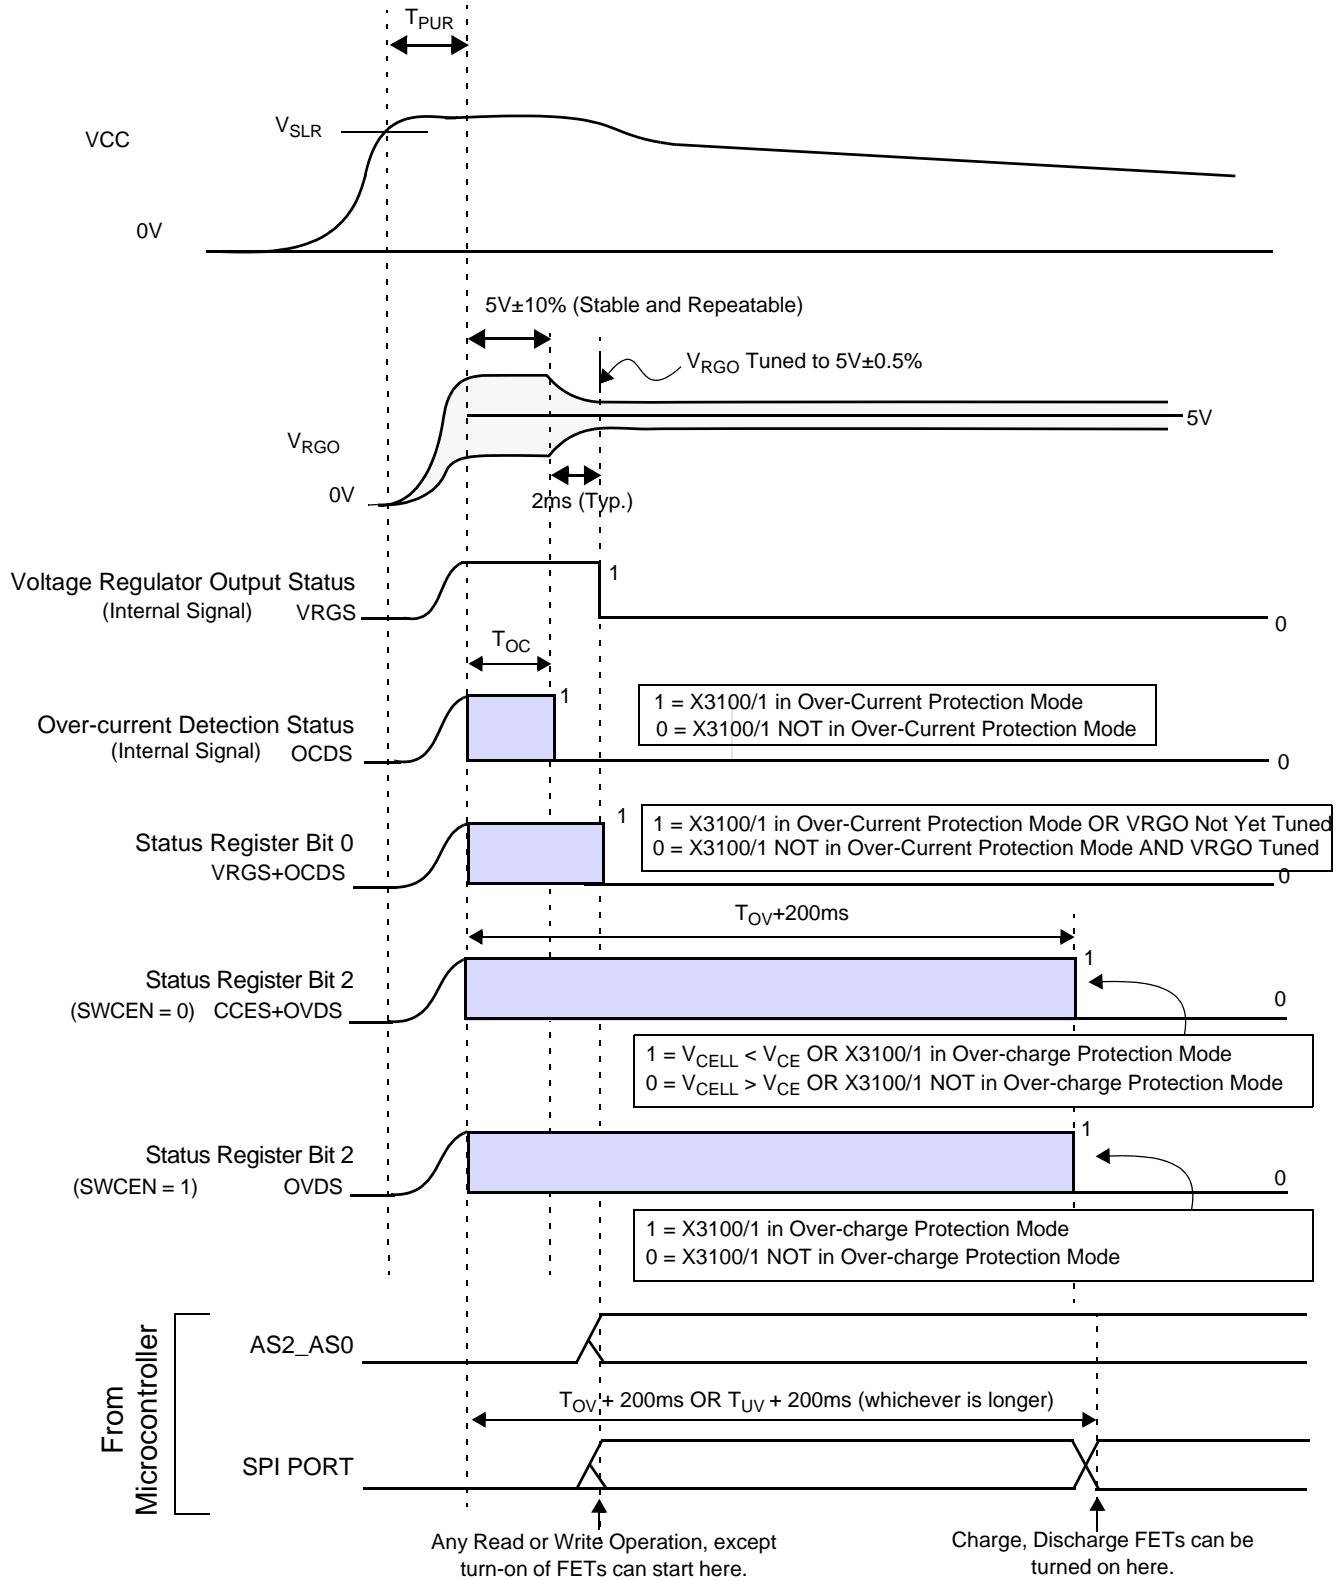 TPUR
VSLR
VCC
0V
5V±10% (Stable and Repeatable)
VRGO Tuned to 5V±0.5%
5V
VRGO
0V
2ms (Typ.)
Voltage Regulator Output Status
(Internal Signal) VRGS
1
0
TOC
Over-current Detection Status
(Internal Signal) OCDS
1
1 = X3100/1 in Over-Current Protection Mode
0 = X3100/1 NOT in Over-Current Protection Mode
0
Status Register Bit 0
VRGS+OCDS
1
1 = X3100/1 in Over-Current Protection Mode OR VRGO Not Yet Tuned
0 = X3100/1 NOT in Over-Current Protection Mode AND VRGO Tuned
0
TOV+200ms
Status Register Bit 2
(SWCEN = 0) CCES+OVDS
1
0
1 = VCELL < VCE OR X3100/1 in Over-charge Protection Mode
0 = VCELL > VCE OR X3100/1 NOT in Over-charge Protection Mode
Status Register Bit 2
(SWCEN = 1) OVDS
1
0
1 = X3100/1 in Over-charge Protection Mode
0 = X3100/1 NOT in Over-charge Protection Mode
From
Microcontroller
AS2_AS0
TOV + 200ms OR TUV + 200ms (whichever is longer)
SPI PORT
Any Read or Write Operation, except
turn-on of FETs can start here.
Charge, Discharge FETs can be
turned on here.